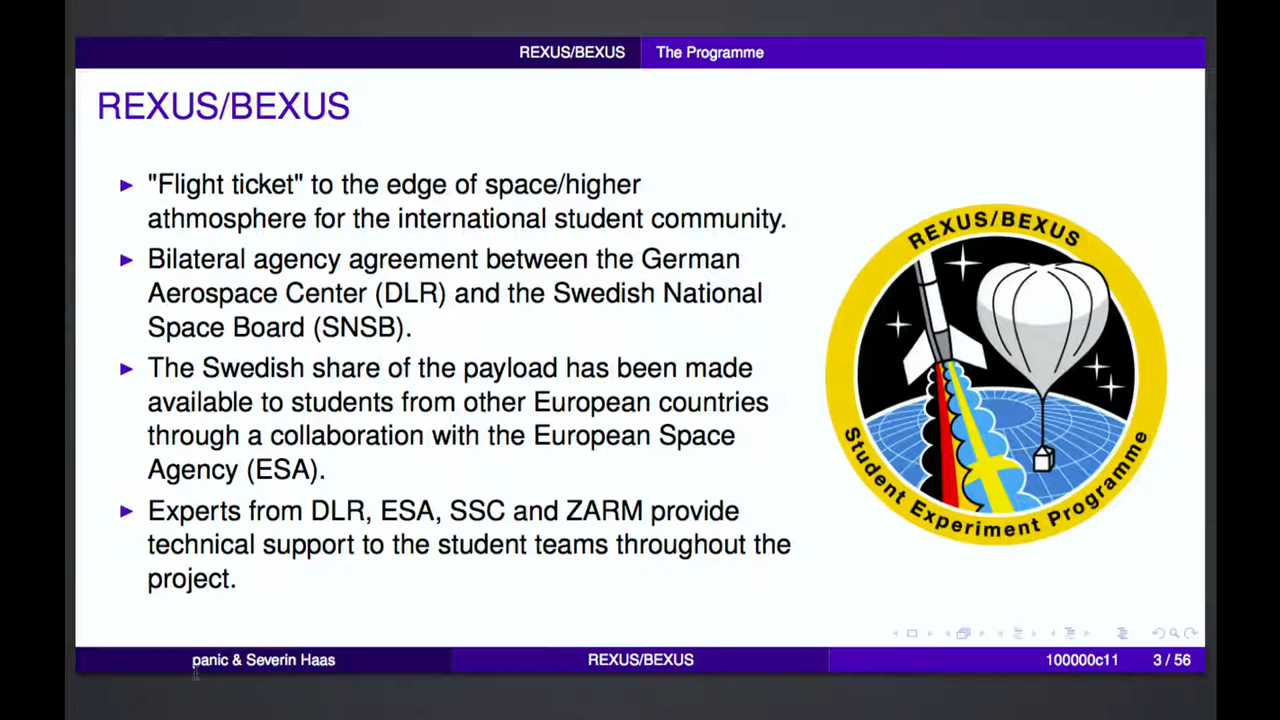 REXUS/BEXUS The Programme
REXUS/BEXUS
"Flight ticket" to the edge of space/higher
athmosphere for the international student community.
Bilateral agency agreement between the German
Aerospace Center (DLR) and the Swedish National
Space Board (SNSB).
The Swedish share of the payload has been made
available to students from other European countries
through a collaboration with the European Space
Agency (ESA).
Experts from DLR, ESA, SSC and ZARM provide
technical support to the student teams throughout the
project.
REXUS/BEXUS
Student Experiment Programme
panic & Severin Haas REXUS/BEXUS 100000c11 3 / 56